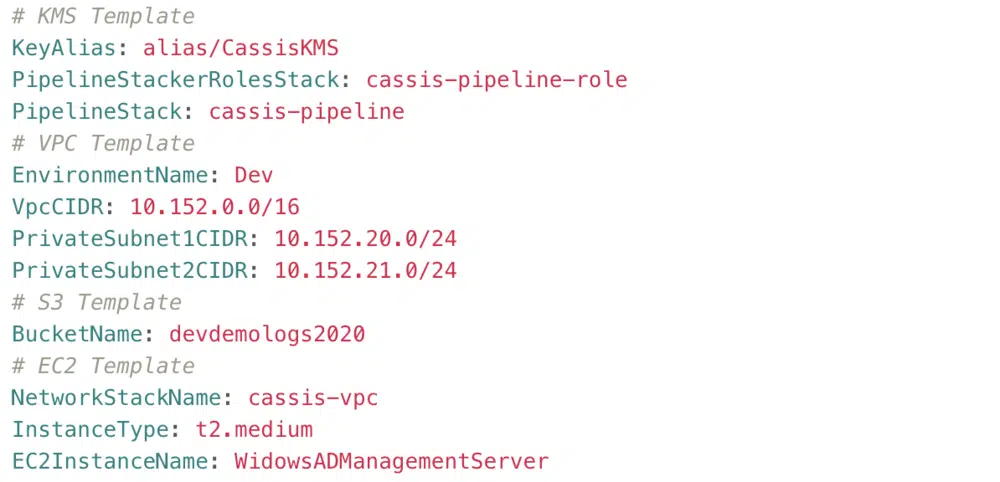 # KMS Template
KeyAlias: alias/CassisKMS
PipelineStackerRolesStack: cassis-pipeline-role
PipelineStack: cassis-pipeline
# VPC Template
EnvironmentName: Dev
VpcCIDR: 10.152.0.0/16
PrivateSubnet1CIDR: 10.152.20.0/24
PrivateSubnet2CIDR: 10.152.21.0/24
# S3 Template
BucketName: devdemologs2020
# EC2 Template
NetworkStackName: cassis-vpc
InstanceType: t2.medium
EC2InstanceName: WidowsADManagementServer